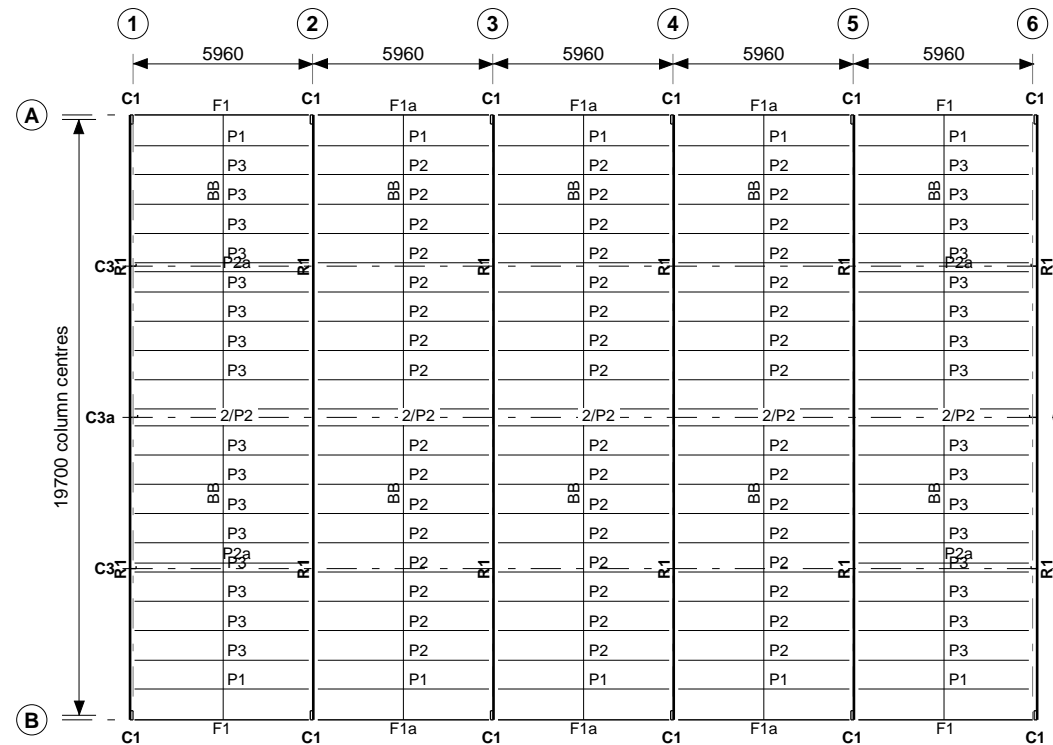 1 2 3 4 5 6
5960 5960 5960 5960 5960
C1 C1 C1 C1 C1 C1
F1 F1a F1a F1a F1
A
P1 P1 P1 P1 P1
P3 P2 P2 P2 P3
BB P3 BB P2 BB P2 BB P2 BB P3
P3 P2 P2 P2 P3
P3 P2 P2 P2 P3
C3 R1 P2a R1 R1 R1 R1 P2a R1
P3 P2 P2 P2 P3
P3 P2 P2 P2 P3
P3 P2 P2 P2 P3
P3 P2 P2 P2 P3
19700 column centres
C3a 2/P2 2/P2 2/P2 2/P2 2/P2
P3 P2 P2 P2 P3
P3 P2 P2 P2 P3
BB P3 BB P2 BB P2 BB P2 BB P3
P3 P2 P2 P2 P3
P2a P2a
C3 R1 P3 R1 P2 R1 P2 R1 P2 R1 P3 R1
P3 P2 P2 P2 P3
P3 P2 P2 P2 P3
P3 P2 P2 P2 P3
P1 P1 P1 P1 P1
B
F1 F1a F1a F1a F1
C1 C1 C1 C1 C1 C1